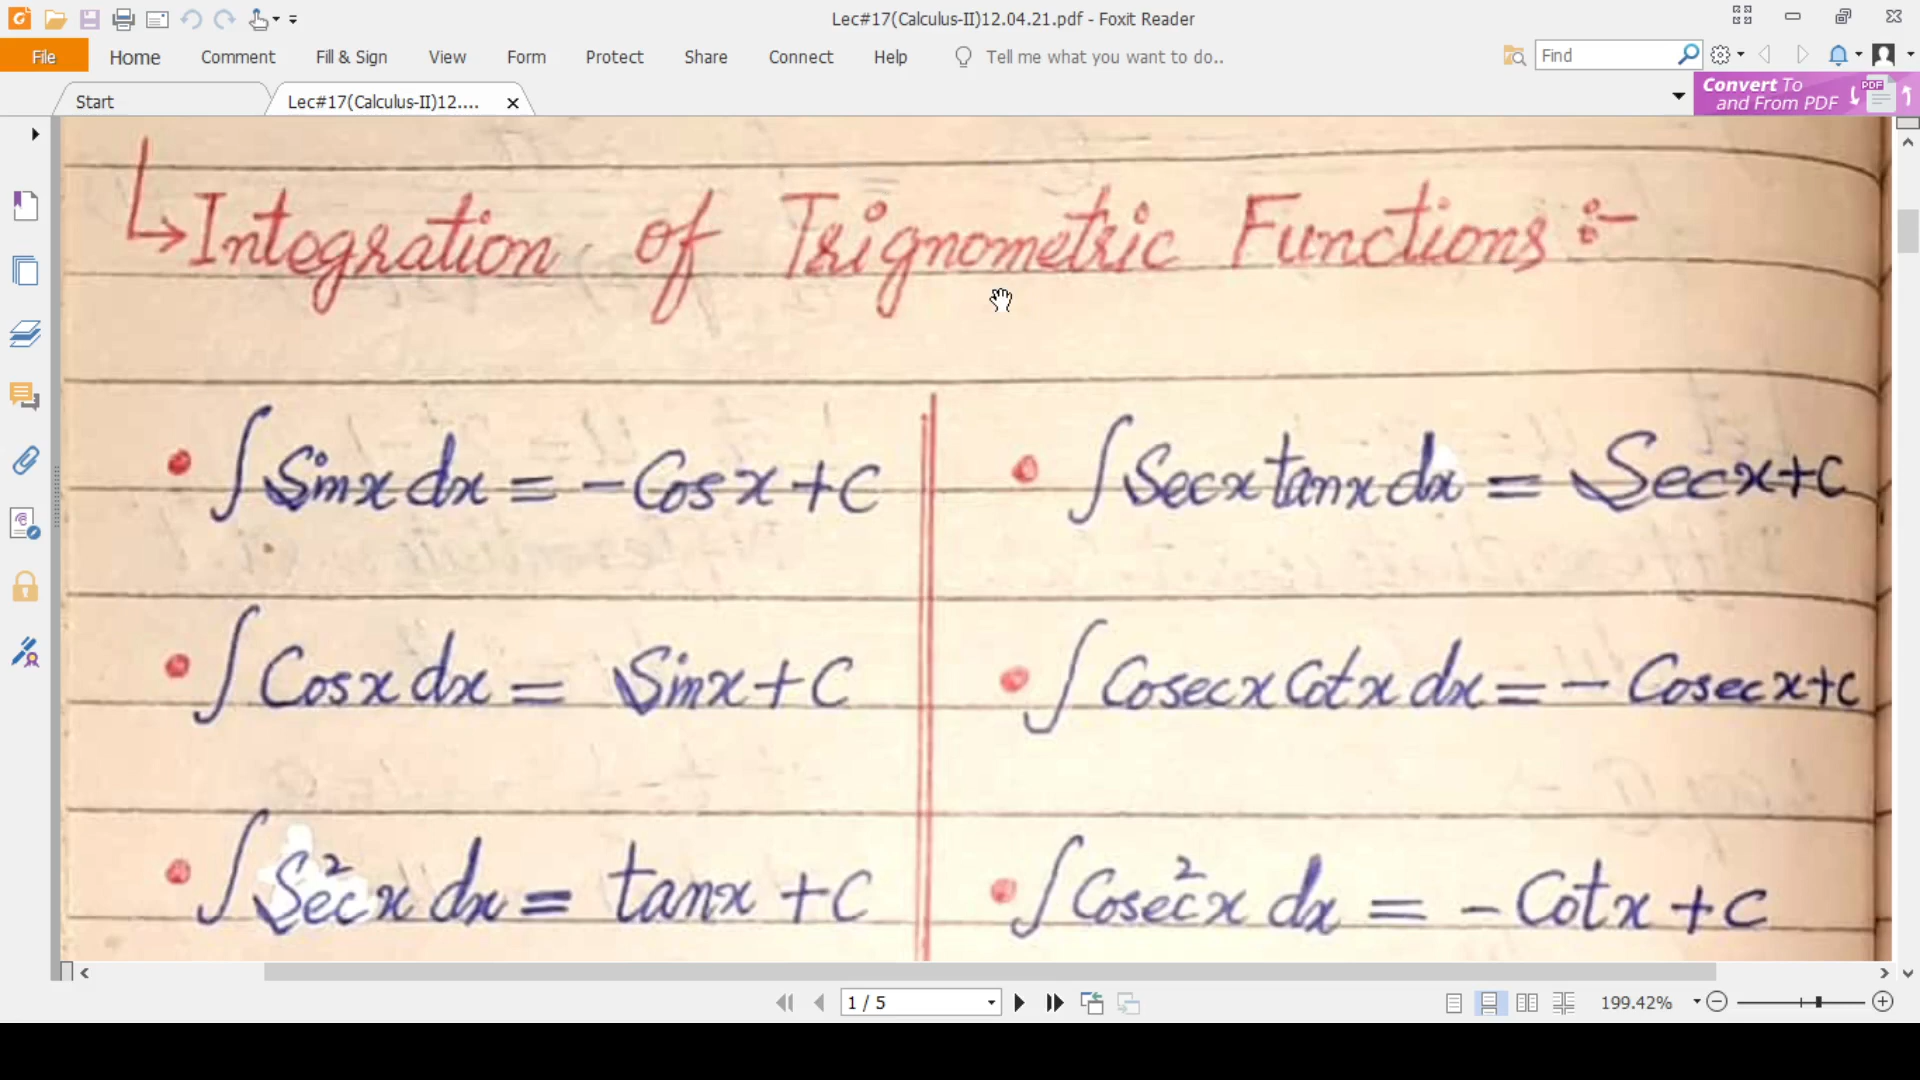 Lec#17(Calculus-II)12.04.21.pdf - Foxit Reader
File Home Comment Fill & Sign View Form Protect Share Connect Help Tell me what you want to do.. Find
Start Lec#17(Calculus-II)12.... Convert To and From PDF PDF
Integration of Trignometric Functions :-
• ∫ Sinx dx = -Cos x + C
• ∫ Secx tanx dx = Secx + C
• ∫ Cosx dx = Sinx + C
• ∫ Cosecx Cotx dx = - Cosecx + C
• ∫ Sec²x dx = tanx + C
• ∫ Cosec²x dx = - Cotx + C
1 / 5 199.42%